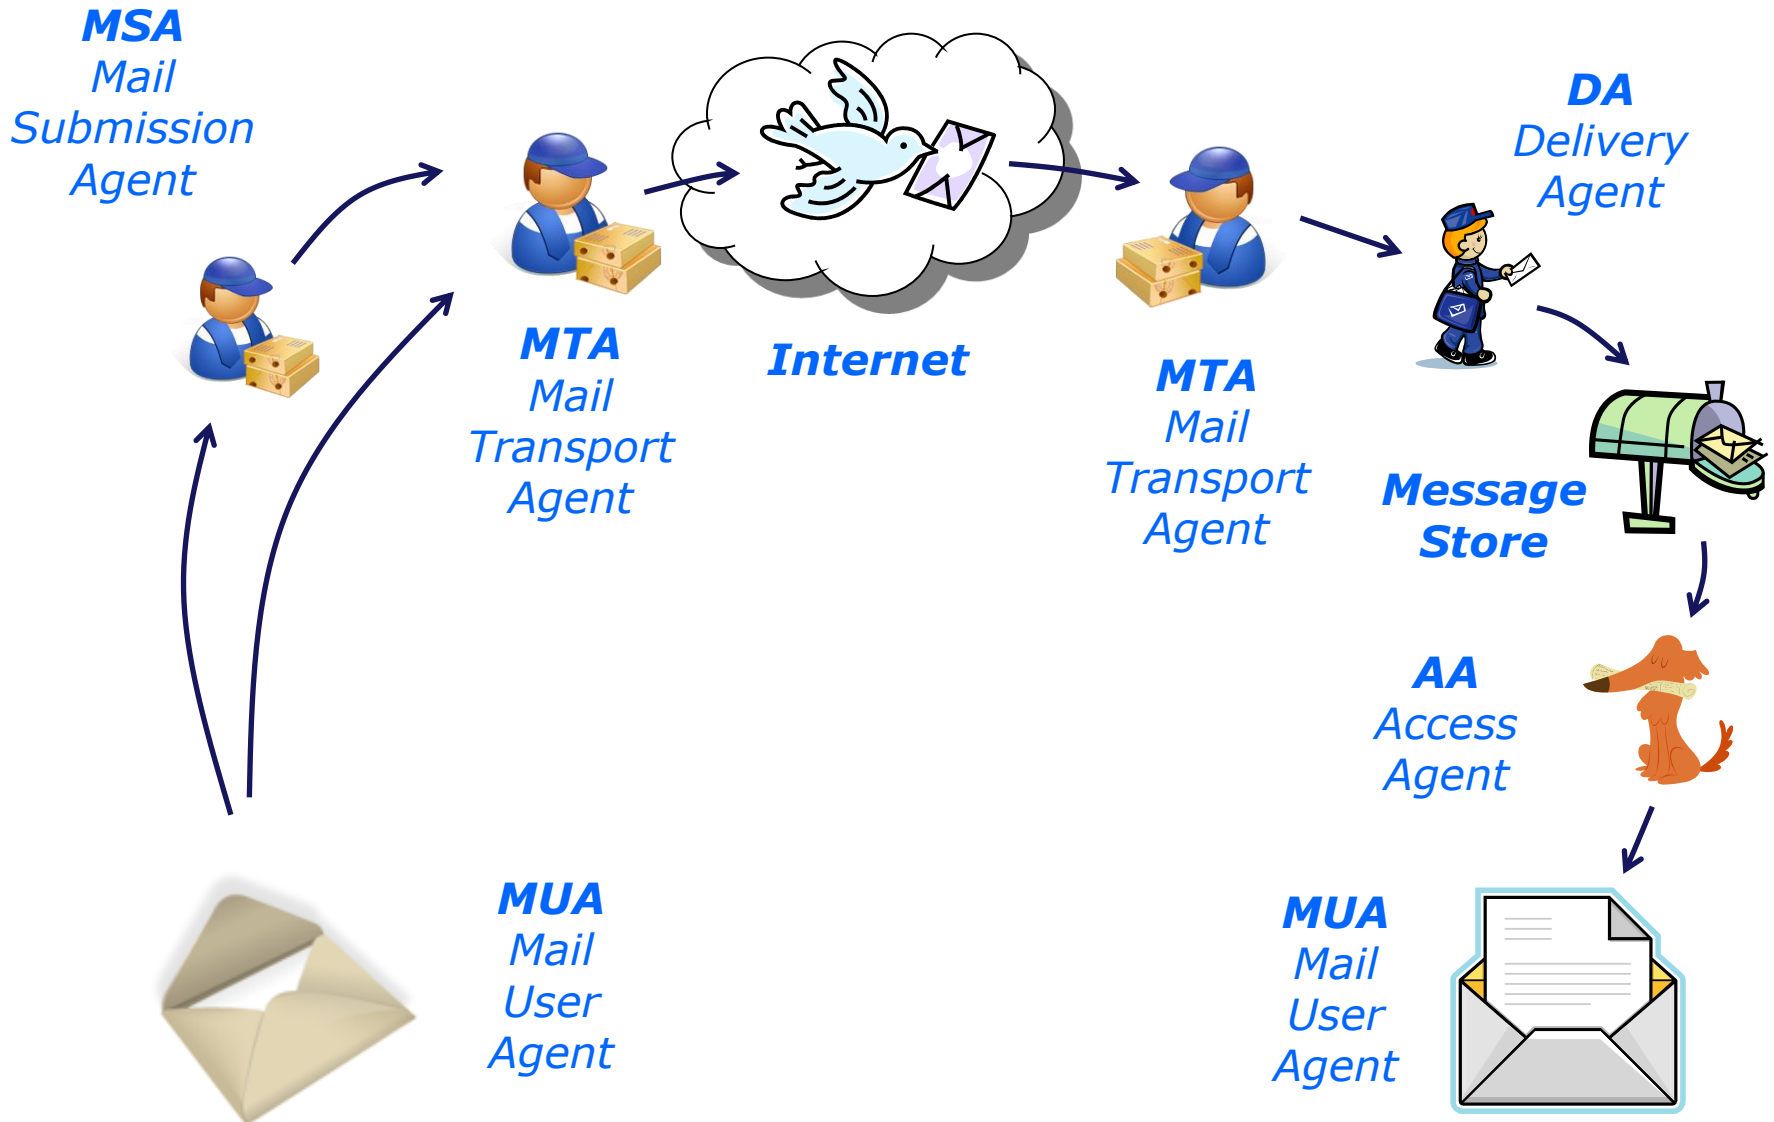 MSA
Mail
Submission
Agent
MTA
Mail
Transport
Agent
Internet
MTA
Mail
Transport
Agent
DA
Delivery
Agent
Message
Store
AA
Access
Agent
MUA
Mail
User
Agent
MUA
Mail
User
Agent